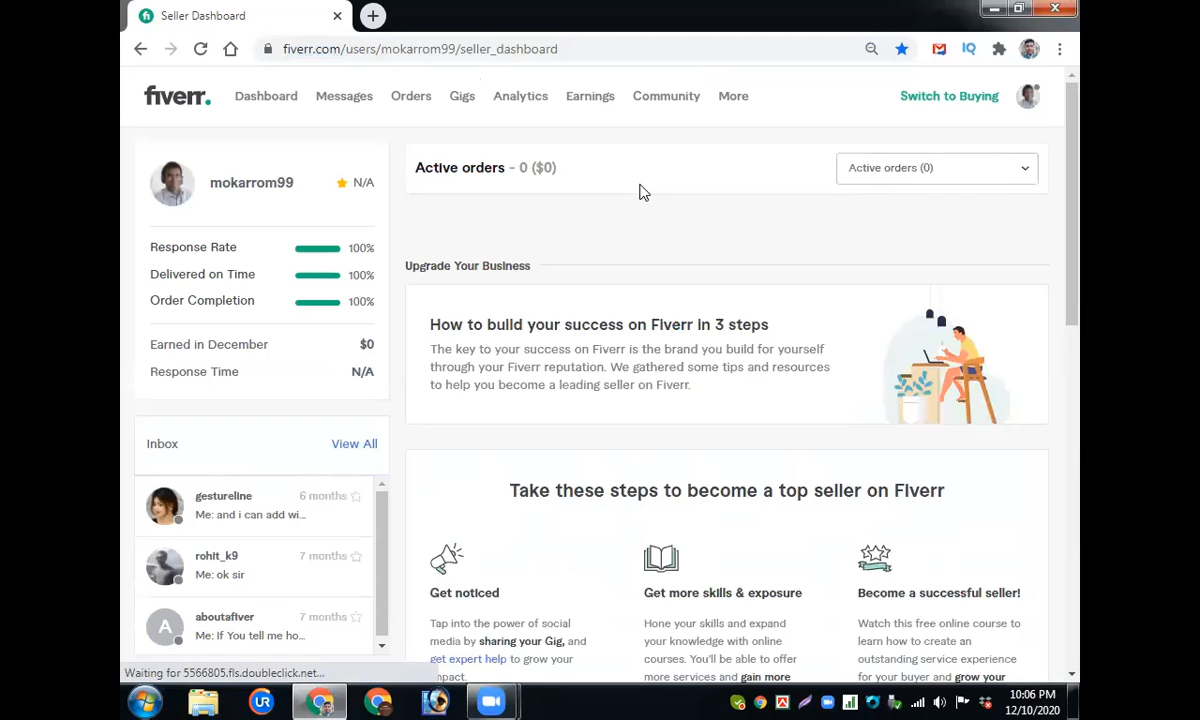 Seller Dashboard
fiverr.com/users/mokarrom99/seller_dashboard
fiverr.
Dashboard
Messages
Orders
Gigs
Analytics
Earnings
Community
More
Switch to Buying
mokarrom99
N/A
Response Rate
100%
Delivered on Time
100%
Order Completion
100%
Earned in December
$0
Response Time
N/A
Inbox
View All
gestureline
6 months
Me: and i can add wi...
rohit_k9
7 months
Me: ok sir
A
aboutafiver
7 months
Me: If You tell me ho...
Active orders - 0 ($0)
Active orders (0)
Upgrade Your Business
How to build your success on Fiverr in 3 steps
The key to your success on Fiverr is the brand you build for yourself
through your Fiverr reputation. We gathered some tips and resources
to help you become a leading seller on Fiverr.
Take these steps to become a top seller on Fiverr
Get noticed
Tap into the power of social
media by sharing your Gig, and
get expert help to grow your
impact.
Get more skills & exposure
Hone your skills and expand
your knowledge with online
courses. You'll be able to offer
more services and gain more
Become a successful seller!
Watch this free online course to
learn how to create an
outstanding service experience
for your buyer and grow your
Waiting for 5566805.fls.doubleclick.net...
UR
IQ
10:06 PM
12/10/2020